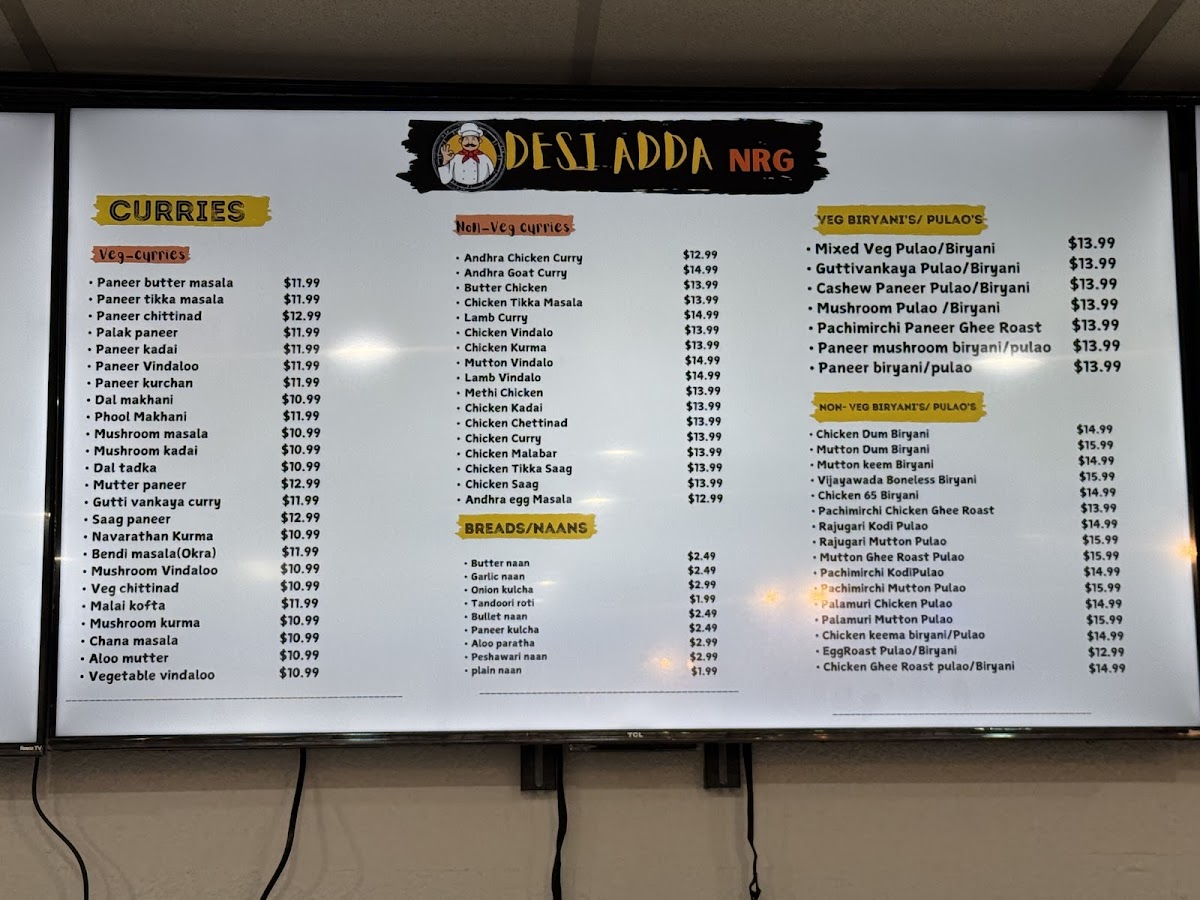 DESI ADDA NRG
CURRIES
Veg-Curries
• Paneer butter masala $11.99
• Paneer tikka masala $11.99
• Paneer chittinad $12.99
• Palak paneer $11.99
• Paneer kadai $11.99
• Paneer Vindaloo $11.99
• Paneer kurchan $11.99
• Dal makhani $10.99
• Phool Makhani $11.99
• Mushroom masala $10.99
• Mushroom kadai $10.99
• Dal tadka $10.99
• Mutter paneer $12.99
• Gutti vankaya curry $11.99
• Saag paneer $12.99
• Navarathan Kurma $10.99
• Bendi masala(Okra) $11.99
• Mushroom Vindaloo $10.99
• Veg chittinad $10.99
• Malai kofta $11.99
• Mushroom kurma $10.99
• Chana masala $10.99
• Aloo mutter $10.99
• Vegetable vindaloo $10.99
Non-Veg curries
• Andhra Chicken Curry $12.99
• Andhra Goat Curry $14.99
• Butter Chicken $13.99
• Chicken Tikka Masala $13.99
• Lamb Curry $14.99
• Chicken Vindalo $13.99
• Chicken Kurma $13.99
• Mutton Vindalo $14.99
• Lamb Vindalo $14.99
• Methi Chicken $13.99
• Chicken Kadai $13.99
• Chicken Chettinad $13.99
• Chicken Curry $13.99
• Chicken Malabar $13.99
• Chicken Tikka Saag $13.99
• Chicken Saag $13.99
• Andhra egg Masala $12.99
BREADS/NAANS
• Butter naan $2.49
• Garlic naan $2.49
• Onion kulcha $2.99
• Tandoori roti $1.99
• Bullet naan $2.49
• Paneer kulcha $2.49
• Aloo paratha $2.99
• Peshawari naan $2.99
• plain naan $1.99
VEG BIRYANI'S/ PULAO'S
• Mixed Veg Pulao/Biryani $13.99
• Guttivankaya Pulao/Biryani $13.99
• Cashew Paneer Pulao/Biryani $13.99
• Mushroom Pulao /Biryani $13.99
• Pachimirchi Paneer Ghee Roast $13.99
• Paneer mushroom biryani/pulao $13.99
• Paneer biryani/pulao $13.99
NON- VEG BIRYANI'S/ PULAO'S
• Chicken Dum Biryani $14.99
• Mutton Dum Biryani $15.99
• Mutton keem Biryani $14.99
• Vijayawada Boneless Biryani $15.99
• Chicken 65 Biryani $14.99
• Pachimirchi Chicken Ghee Roast $13.99
• Rajugari Kodi Pulao $14.99
• Rajugari Mutton Pulao $15.99
• Mutton Ghee Roast Pulao $15.99
• Pachimirchi KodiPulao $14.99
• Pachimirchi Mutton Pulao $15.99
• Palamuri Chicken Pulao $14.99
• Palamuri Mutton Pulao $15.99
• Chicken keema biryani/Pulao $14.99
• EggRoast Pulao/Biryani $12.99
• Chicken Ghee Roast pulao/Biryani $14.99
Roku TV
TCL